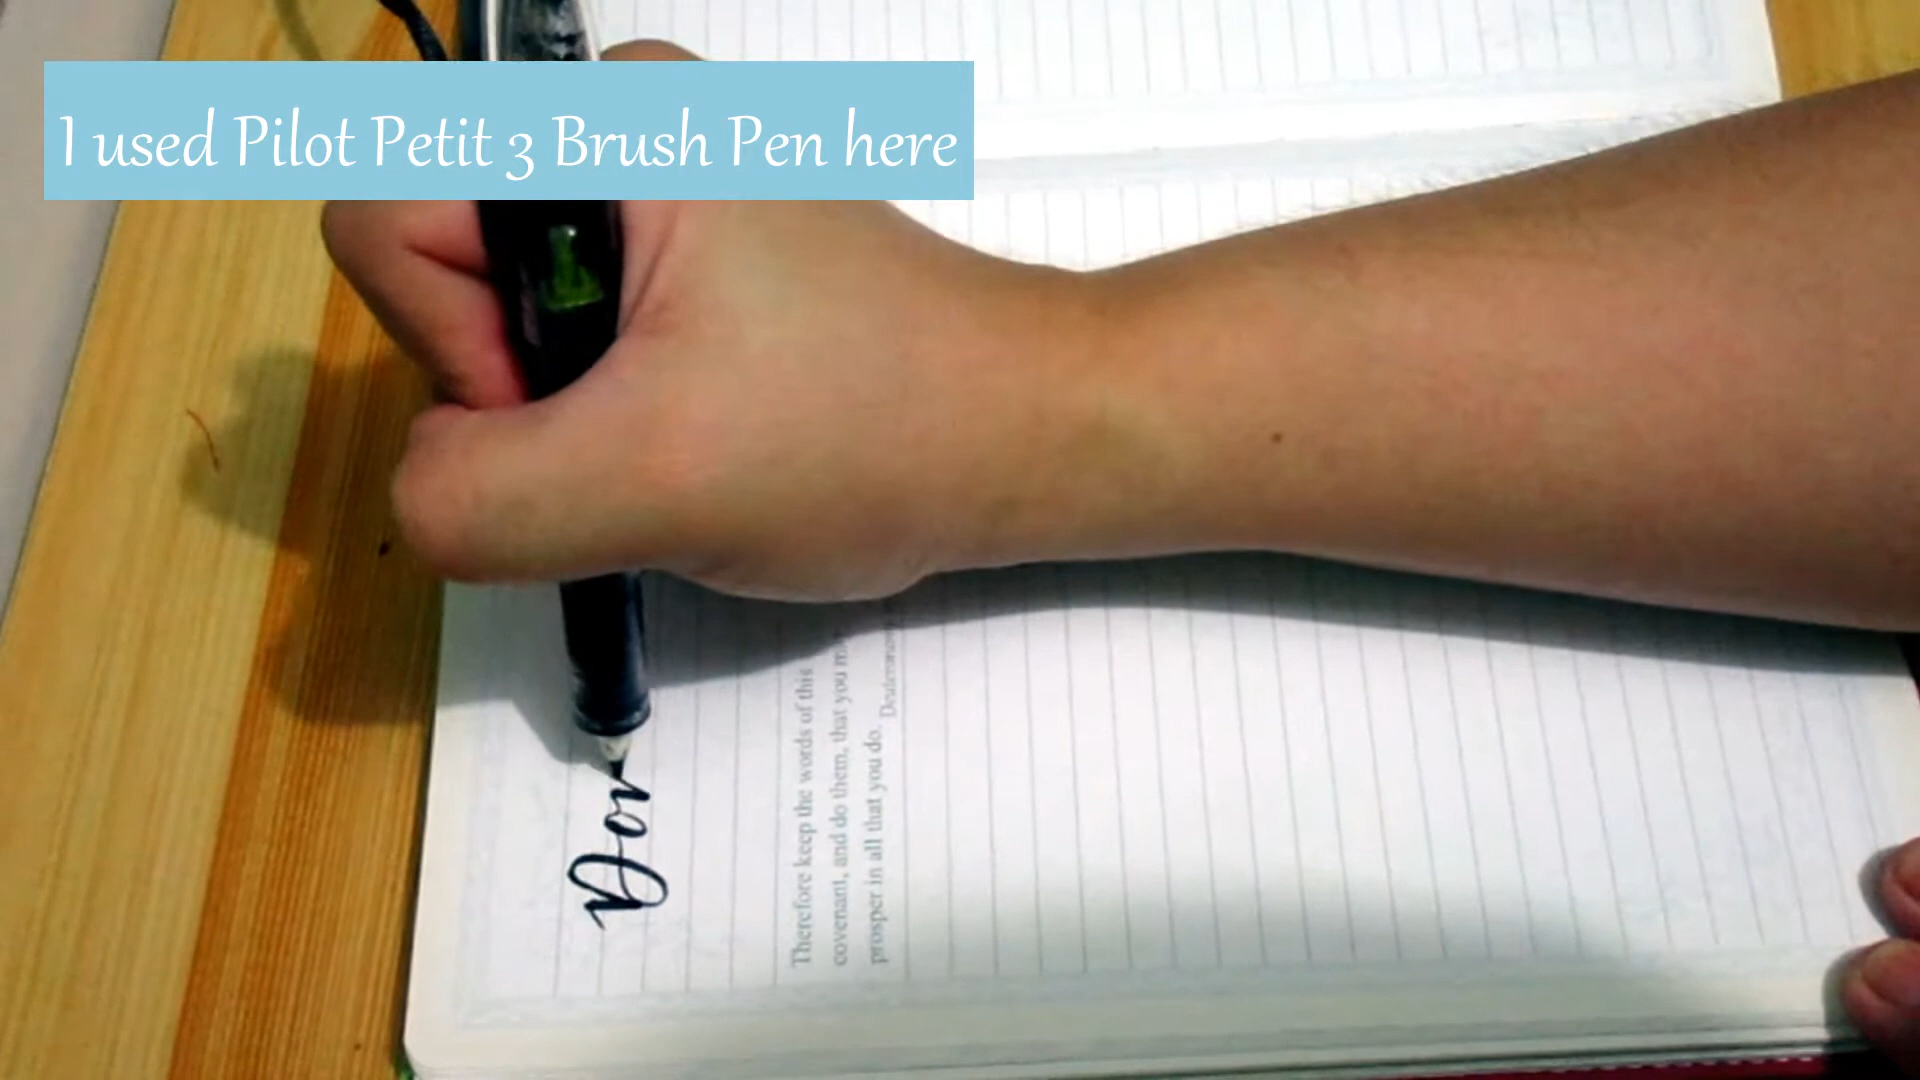 I used Pilot Petit 3 Brush Pen here
Therefore keep the words of this
covenant, and do them, that you
prosper in all that you do.